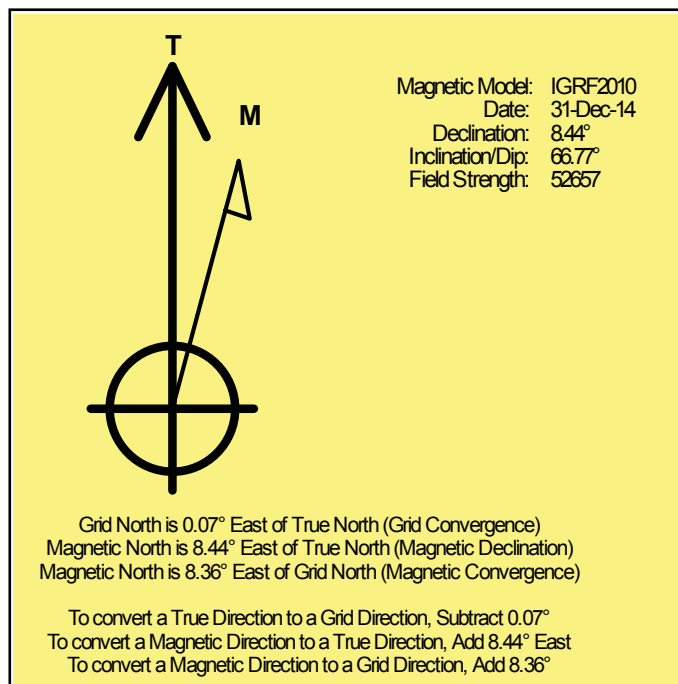 T
M
Magnetic Model: IGRF2010
Date: 31-Dec-14
Declination: 8.44°
Inclination/Dip: 66.77°
Field Strength: 52657
Grid North is 0.07° East of True North (Grid Convergence)
Magnetic North is 8.44° East of True North (Magnetic Declination)
Magnetic North is 8.36° East of Grid North (Magnetic Convergence)
To convert a True Direction to a Grid Direction, Subtract 0.07°
To convert a Magnetic Direction to a True Direction, Add 8.44° East
To convert a Magnetic Direction to a Grid Direction, Add 8.36°